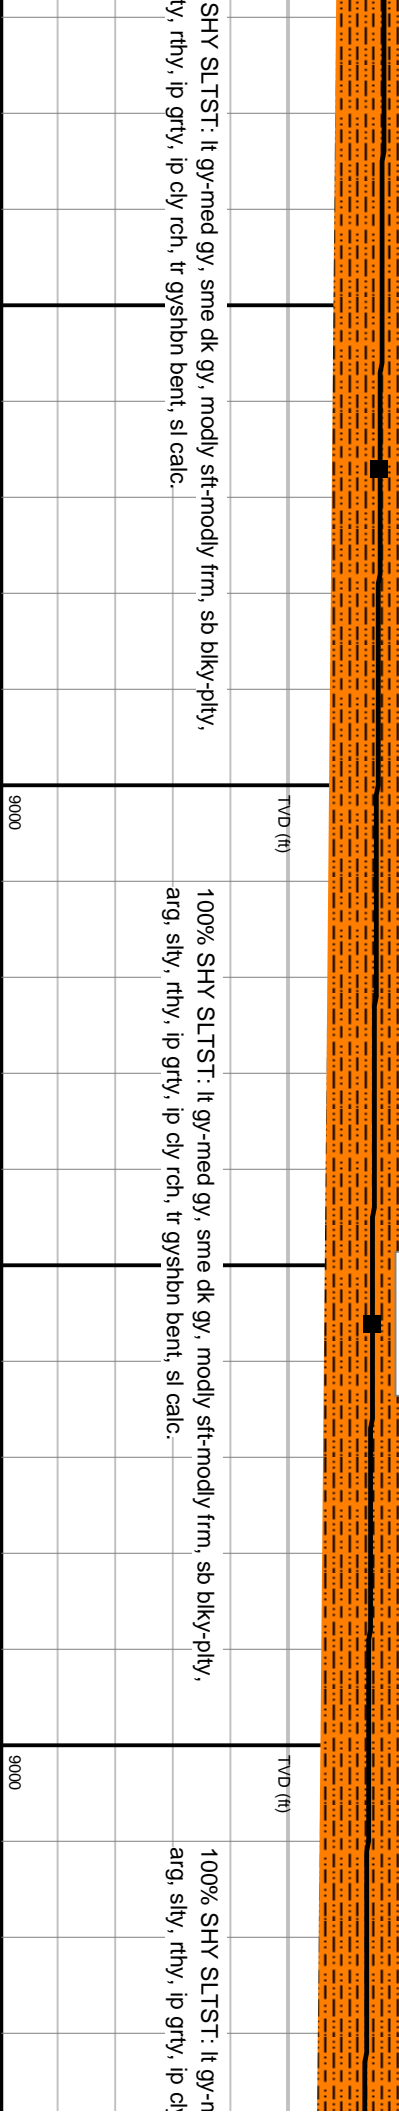 SHY SLTST: lt gy-med gy, sme dk gy, modly sft-modly frm, sb blky-plty,
ty, rthy, ip grty, ip cly rch, tr gyshbn bent, sl calc.
TVD (ft)
9000
100% SHY SLTST: lt gy-med gy, sme dk gy, modly sft-modly frm, sb blky-plty,
arg, slty, rthy, ip grty, ip cly rch, tr gyshbn bent, sl calc.
TVD (ft)
9000
100% SHY SLTST: lt gy-
arg, slty, rthy, ip grty, ip